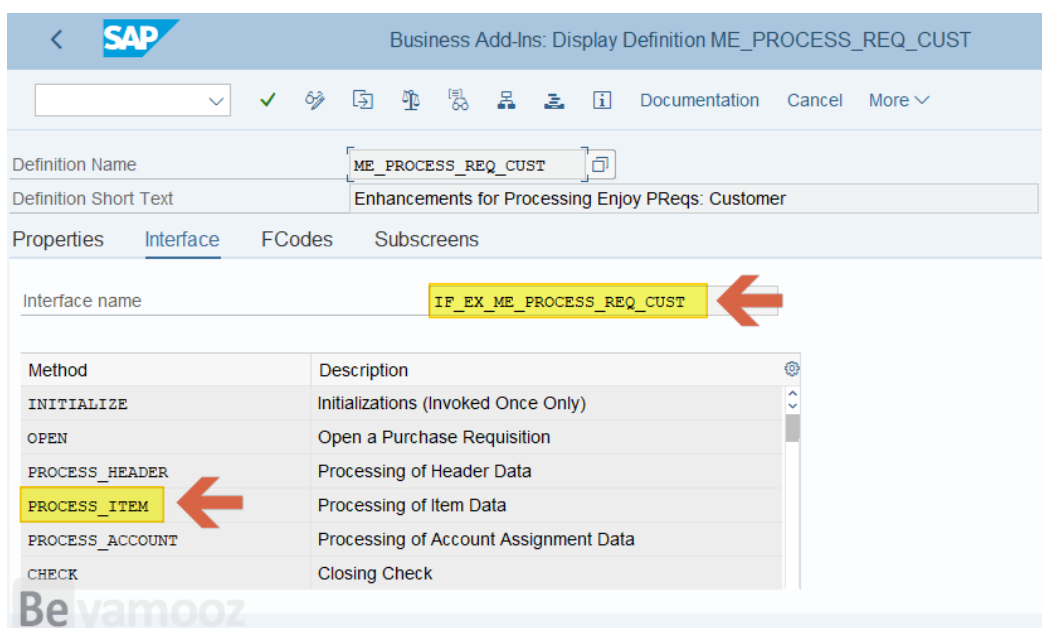 SAP Business Add-Ins: Display Definition ME_PROCESS_REQ_CUST
Documentation Cancel More
Definition Name ME_PROCESS_REQ_CUST
Definition Short Text Enhancements for Processing Enjoy PReqs: Customer
Properties Interface FCodes Subscreens
Interface name IF_EX_ME_PROCESS_REQ_CUST
Method Description
INITIALIZE Initializations (Invoked Once Only)
OPEN Open a Purchase Requisition
PROCESS_HEADER Processing of Header Data
PROCESS_ITEM Processing of Item Data
PROCESS_ACCOUNT Processing of Account Assignment Data
CHECK Closing Check
Beyamooz